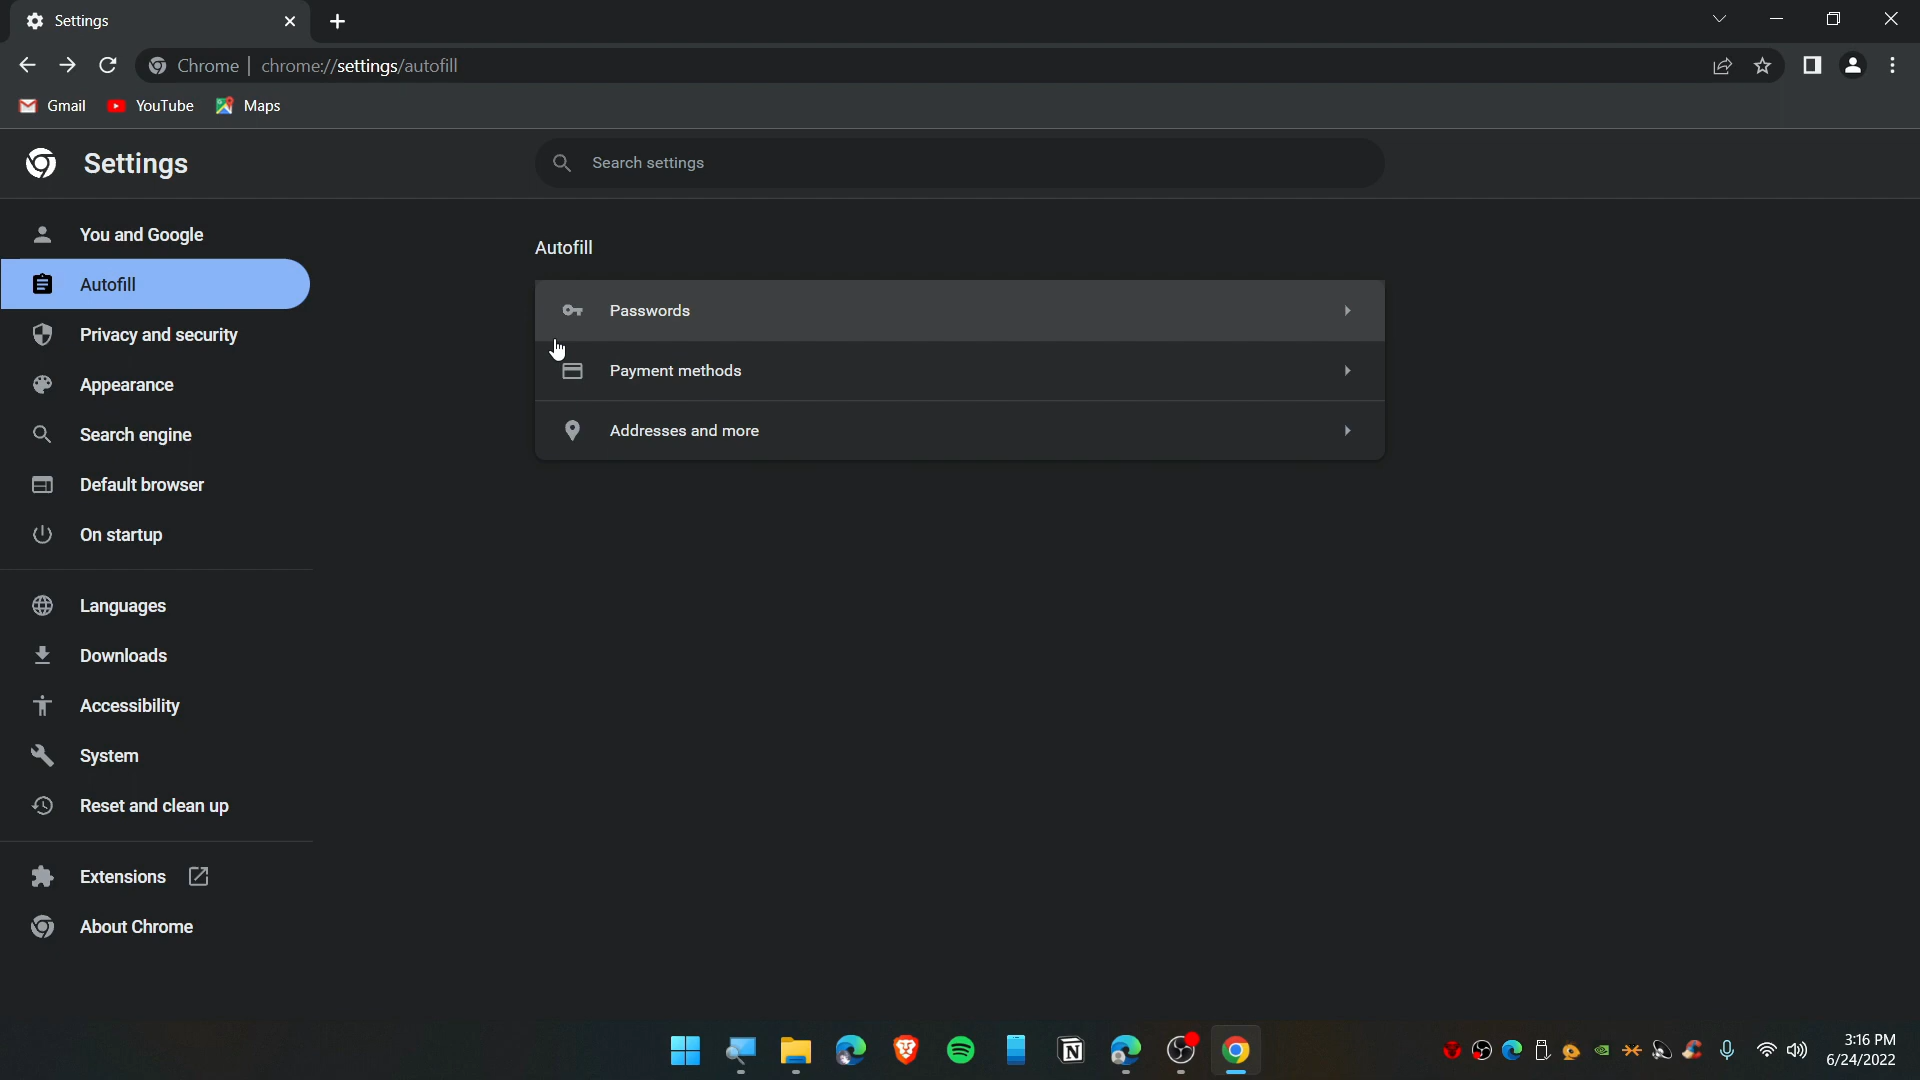 Settings
Chrome | chrome://settings/autofill
Gmail YouTube Maps
Settings
Search settings
You and Google
Autofill
Privacy and security
Appearance
Search engine
Default browser
On startup
Languages
Downloads
Accessibility
System
Reset and clean up
Extensions
About Chrome
Autofill
Passwords
Payment methods
Addresses and more
3:16 PM
6/24/2022